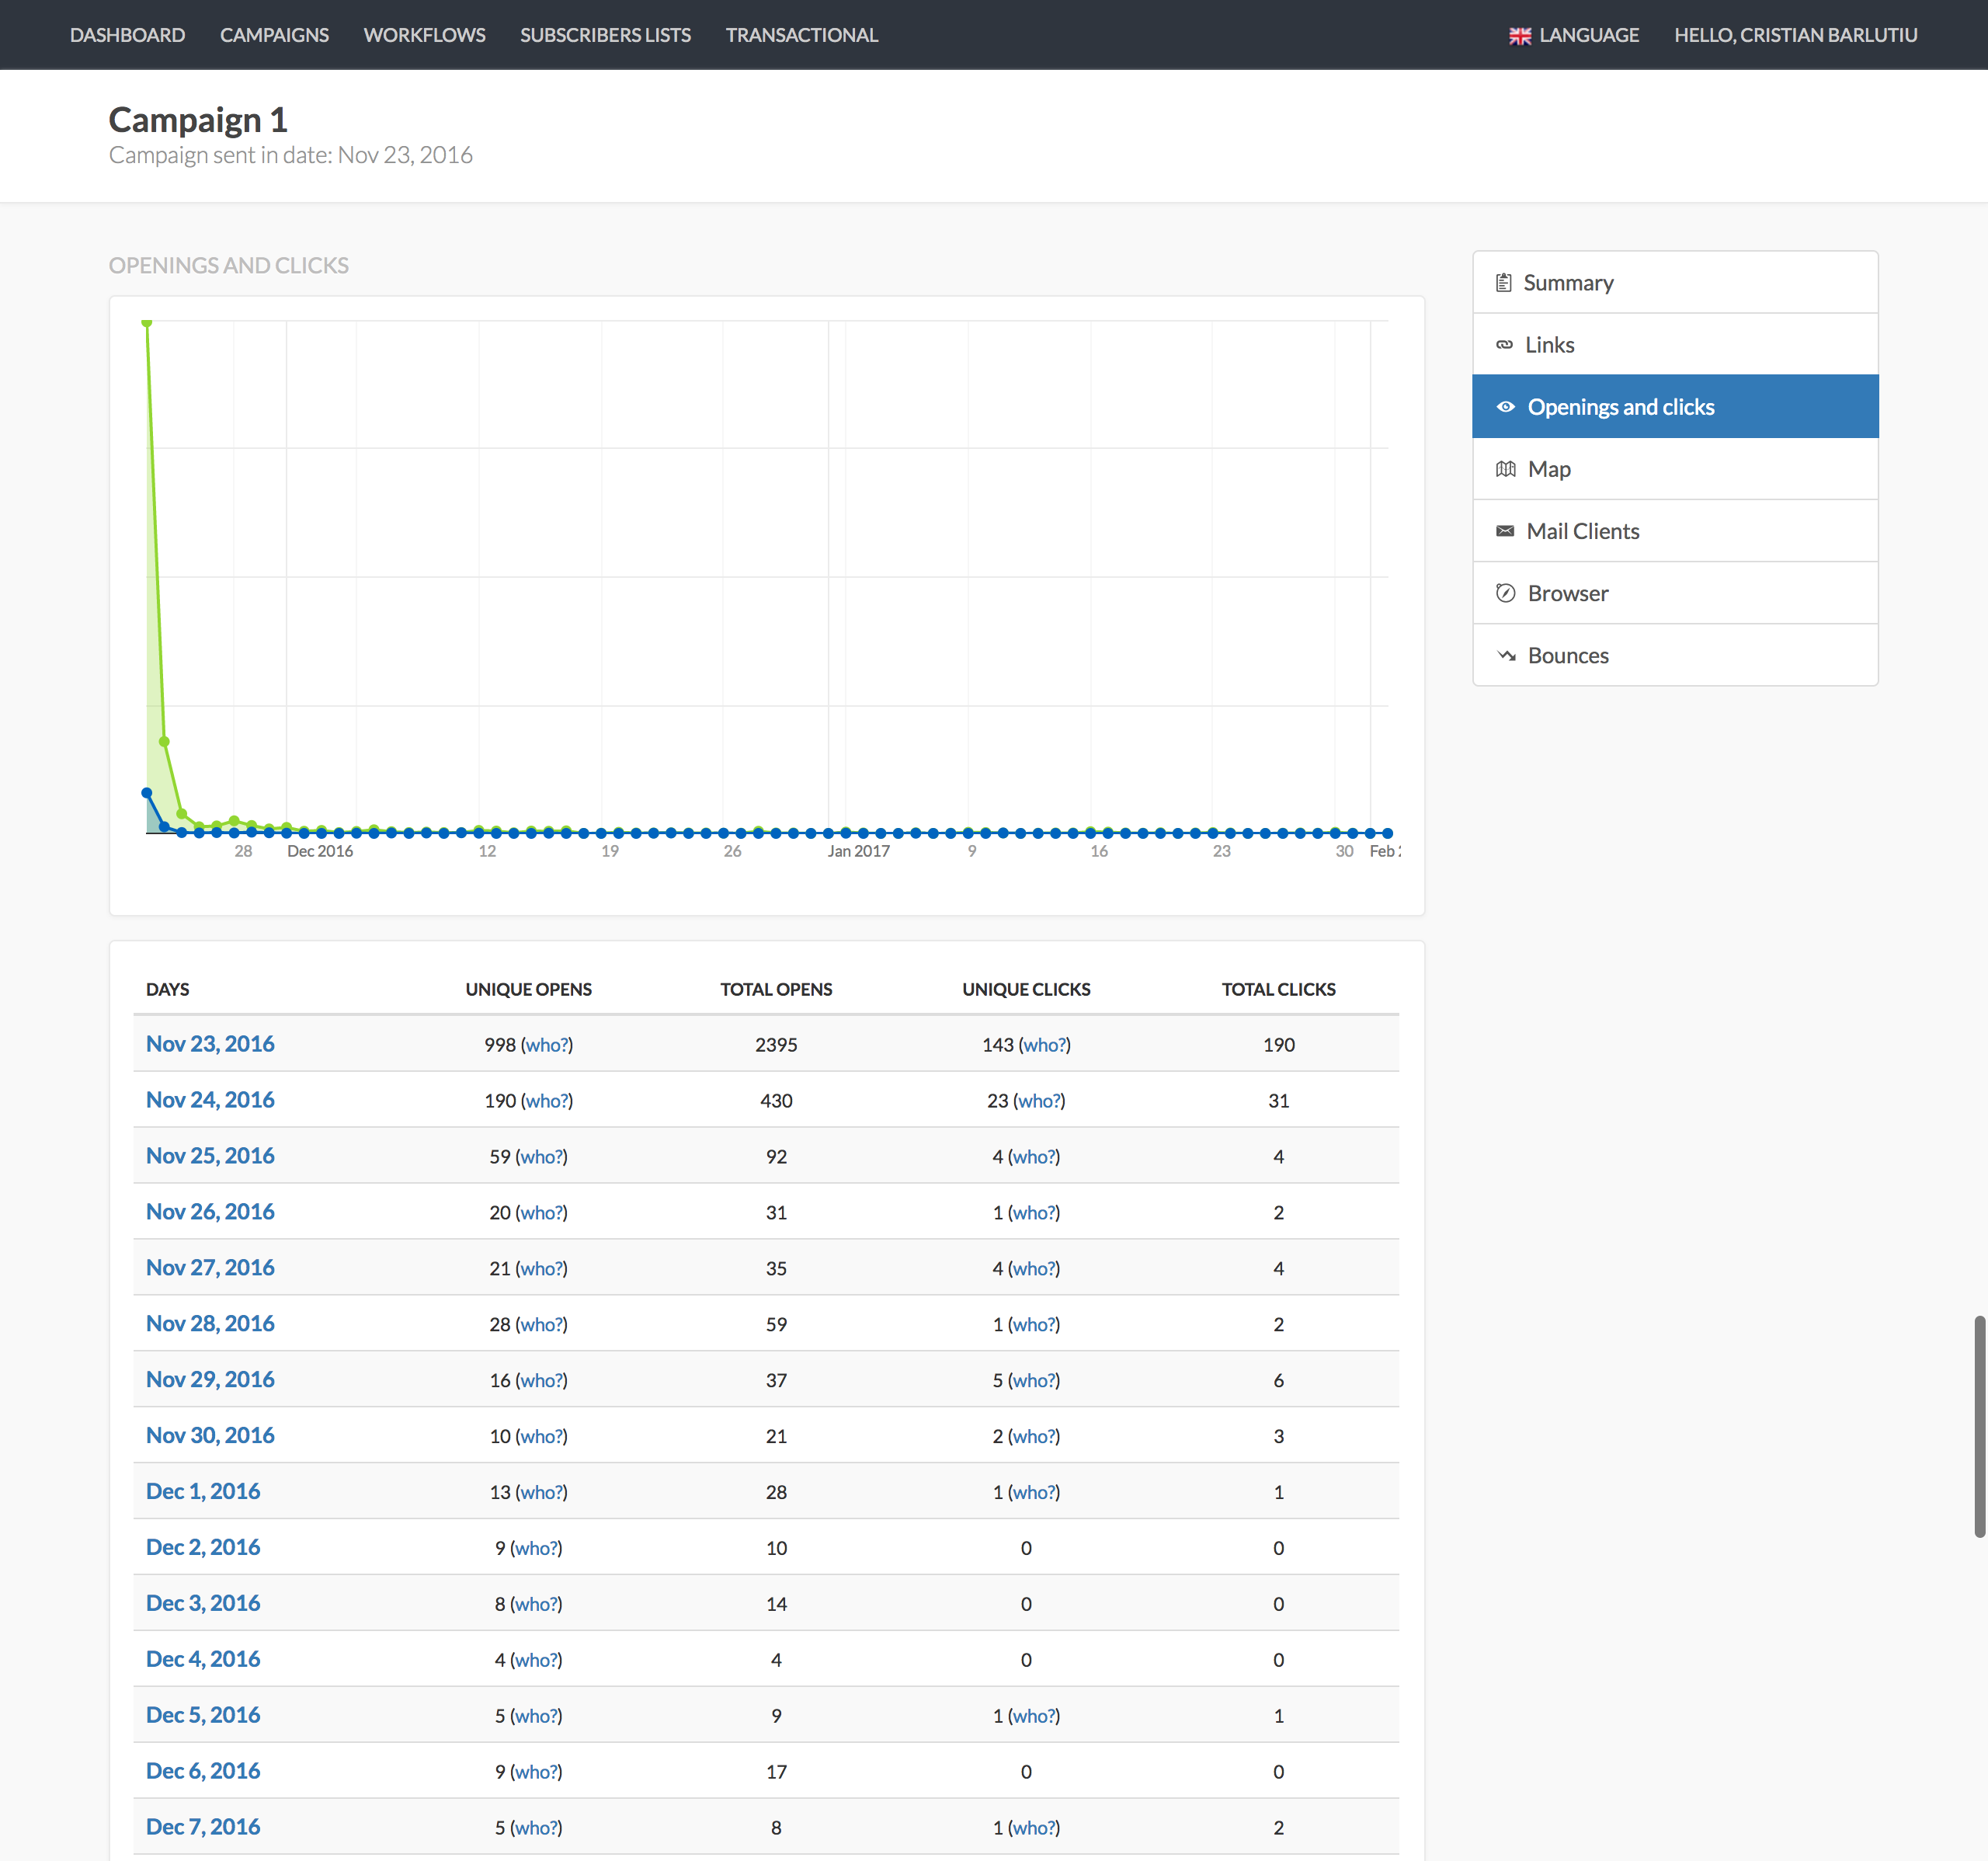 DASHBOARD CAMPAIGNS WORKFLOWS SUBSCRIBERS LISTS TRANSACTIONAL LANGUAGE HELLO, CRISTIAN BARLUTIU
Campaign 1
Campaign sent in date: Nov 23, 2016
OPENINGS AND CLICKS
28 Dec 2016 12 19 26 Jan 2017 9 16 23 30 Feb
Summary
Links
Openings and clicks
Map
Mail Clients
Browser
Bounces
DAYS UNIQUE OPENS TOTAL OPENS UNIQUE CLICKS TOTAL CLICKS
Nov 23, 2016 998 (who?) 2395 143 (who?) 190
Nov 24, 2016 190 (who?) 430 23 (who?) 31
Nov 25, 2016 59 (who?) 92 4 (who?) 4
Nov 26, 2016 20 (who?) 31 1 (who?) 2
Nov 27, 2016 21 (who?) 35 4 (who?) 4
Nov 28, 2016 28 (who?) 59 1 (who?) 2
Nov 29, 2016 16 (who?) 37 5 (who?) 6
Nov 30, 2016 10 (who?) 21 2 (who?) 3
Dec 1, 2016 13 (who?) 28 1 (who?) 1
Dec 2, 2016 9 (who?) 10 0 0
Dec 3, 2016 8 (who?) 14 0 0
Dec 4, 2016 4 (who?) 4 0 0
Dec 5, 2016 5 (who?) 9 1 (who?) 1
Dec 6, 2016 9 (who?) 17 0 0
Dec 7, 2016 5 (who?) 8 1 (who?) 2